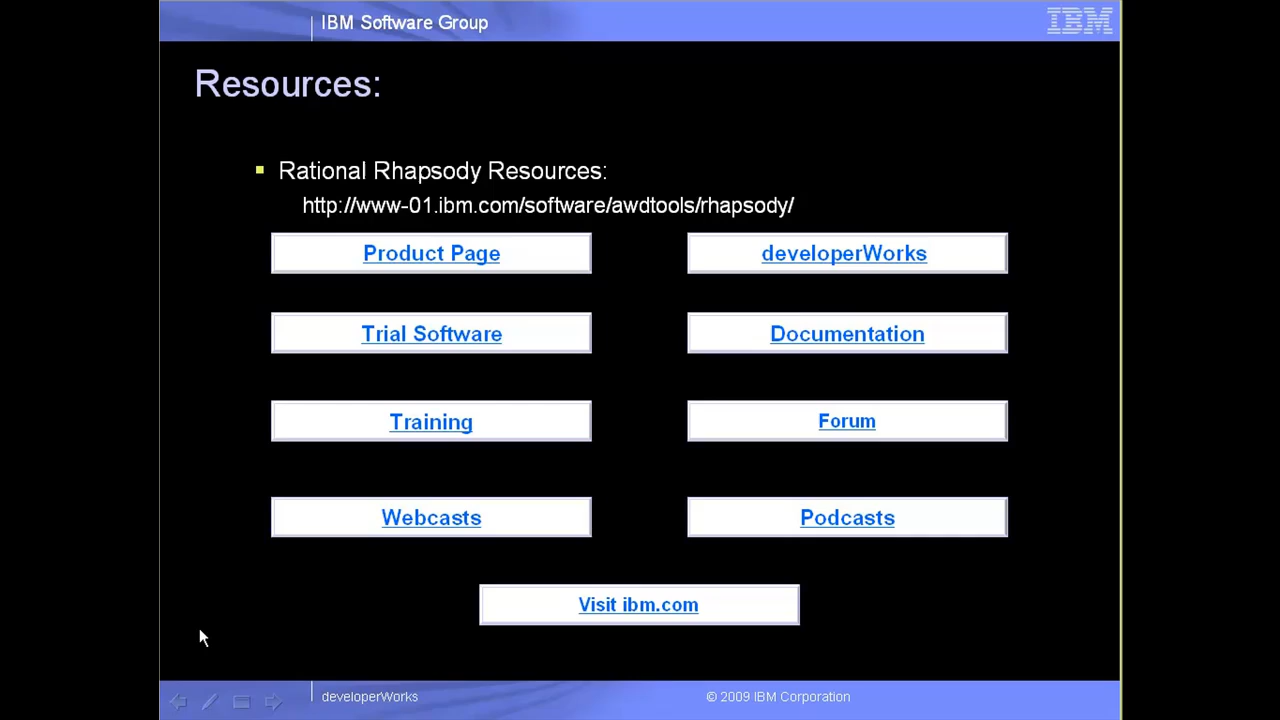 IBM Software Group
IBM
Resources:
Rational Rhapsody Resources:
http://www-01.ibm.com/software/awdtools/rhapsody/
Product Page
developerWorks
Trial Software
Documentation
Training
Forum
Webcasts
Podcasts
Visit ibm.com
developerWorks
© 2009 IBM Corporation